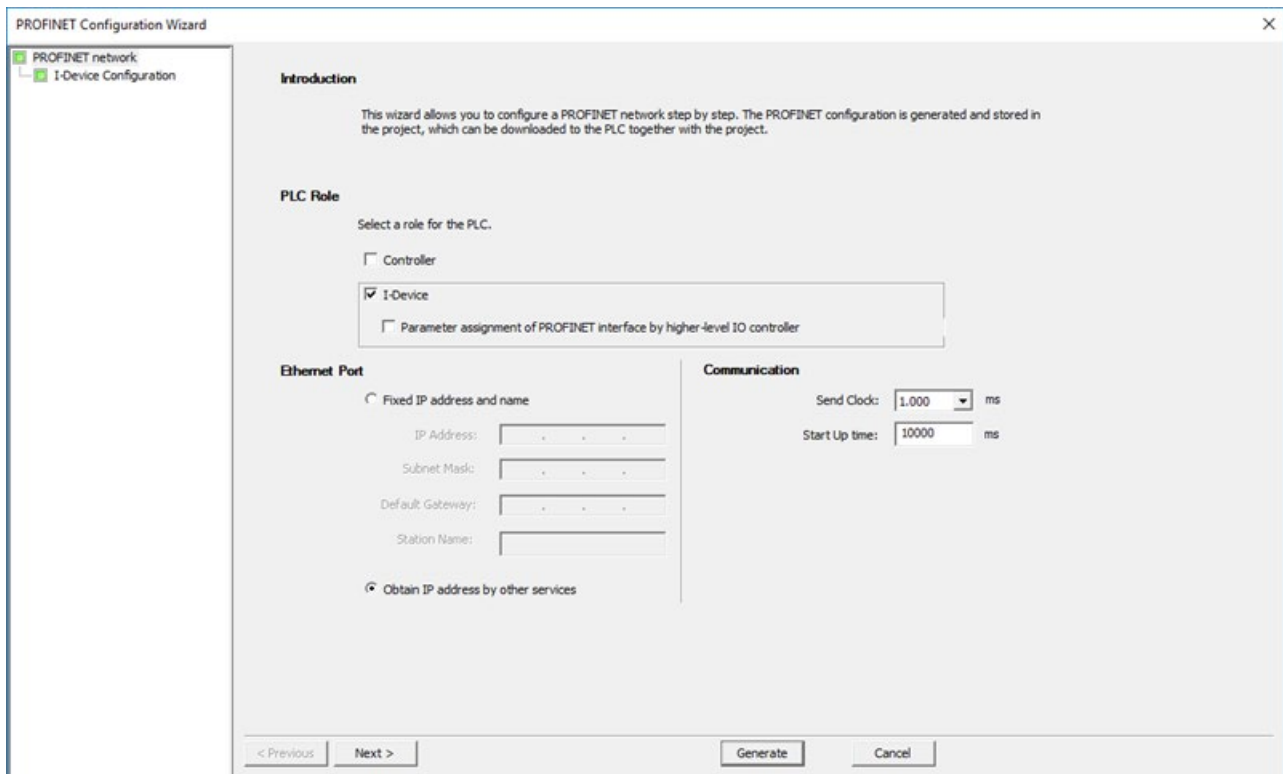 PROFINET Configuration Wizard
PROFINET network
I-Device Configuration
Introduction
This wizard allows you to configure a PROFINET network step by step. The PROFINET configuration is generated and stored in
the project, which can be downloaded to the PLC together with the project.
PLC Role
Select a role for the PLC.
Controller
I-Device
Parameter assignment of PROFINET interface by higher-level IO controller
Ethernet Port
Fixed IP address and name
IP Address:
Subnet Mask:
Default Gateway:
Station Name:
Obtain IP address by other services
Communication
Send Clock: 1.000 ms
Start Up time: 10000 ms
< Previous Next > Generate Cancel